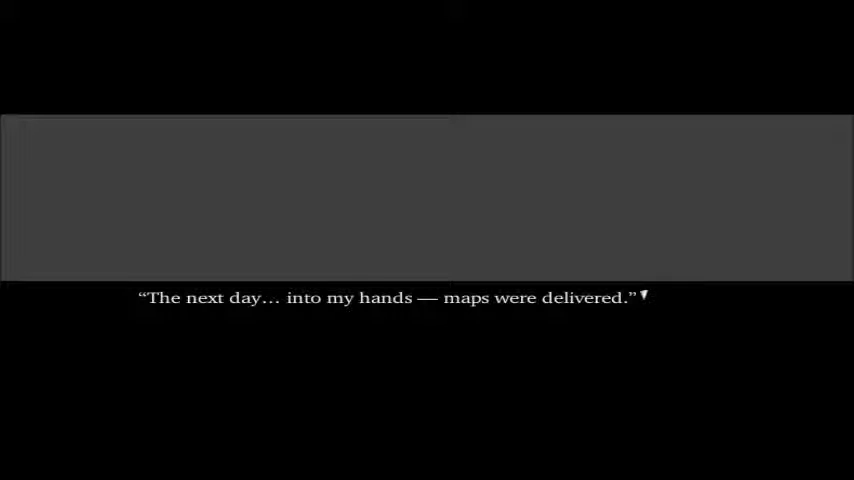 “The next day… into my hands — maps were delivered.”